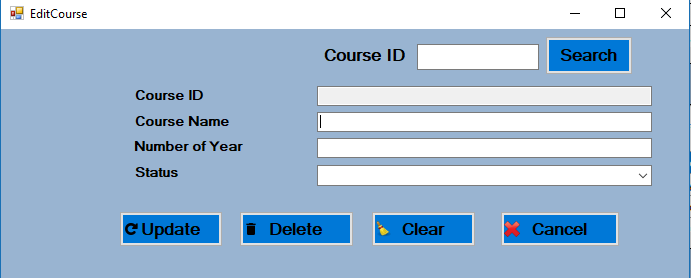 EditCourse
Course ID Search
Course ID
Course Name
Number of Year
Status
Update Delete Clear Cancel